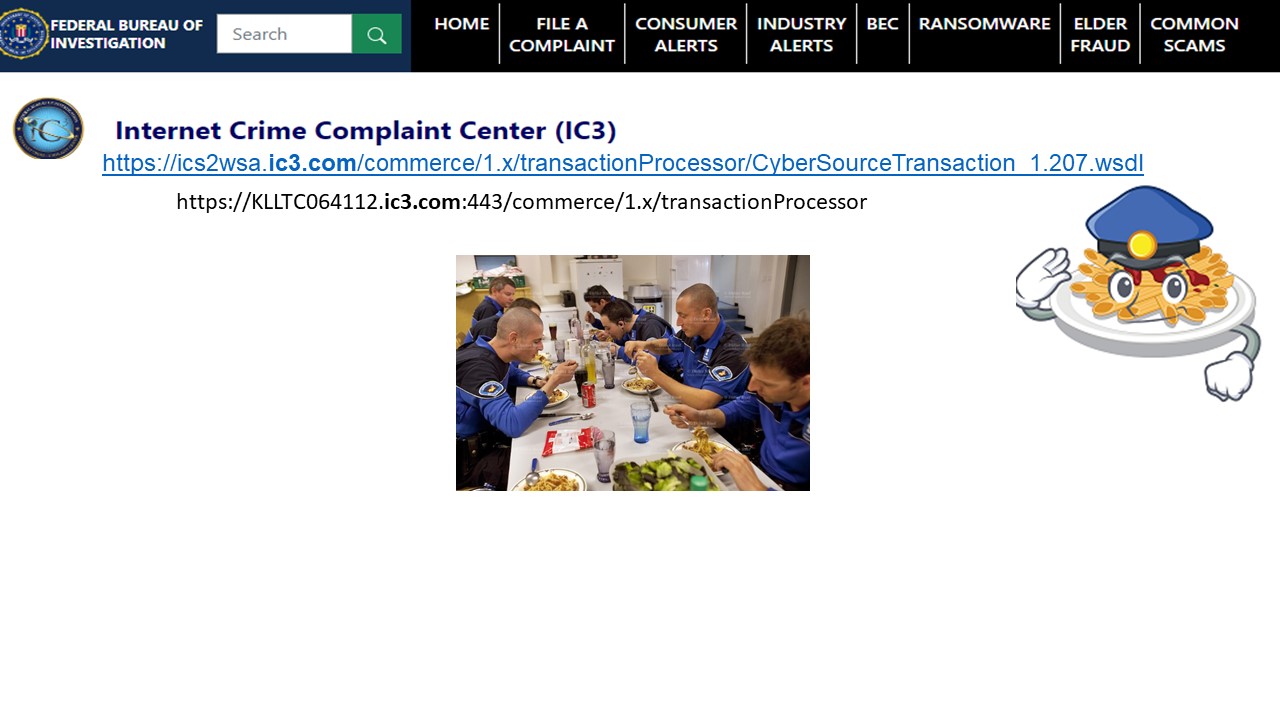 FEDERAL BUREAU OF
INVESTIGATION
Search
HOME
FILE A
COMPLAINT
CONSUMER
ALERTS
INDUSTRY
ALERTS
BEC
RANSOMWARE
ELDER
FRAUD
COMMON
SCAMS
Internet Crime Complaint Center (IC3)
https://ics2wsa.ic3.com/commerce/1.x/transactionProcessor/CyberSourceTransaction_1.207.wsdl
https://KLLTC064112.ic3.com:443/commerce/1.x/transactionProcessor